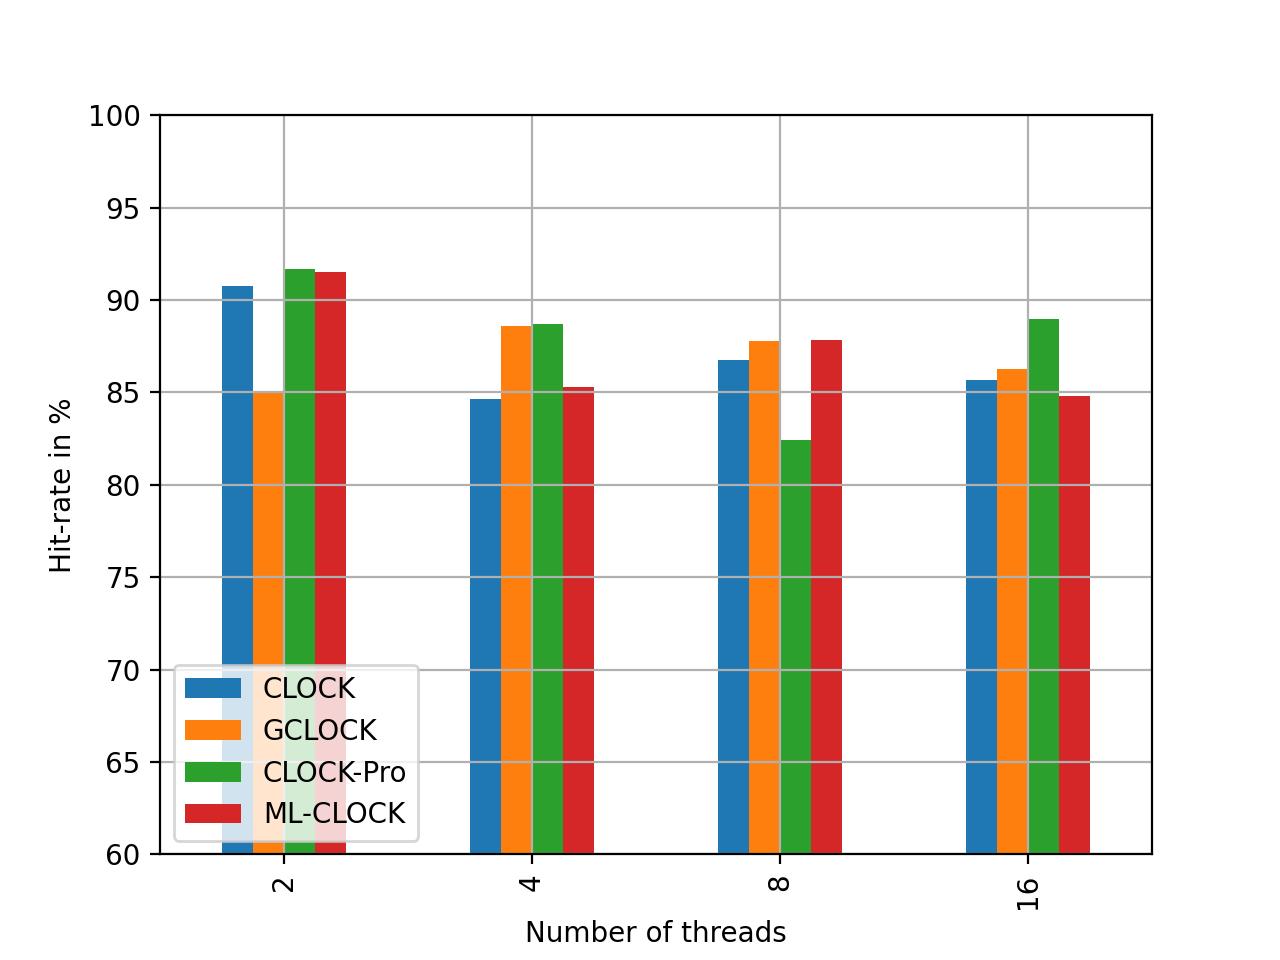 100
95
90
85
80
75
70
65
60
Hit-rate in %
CLOCK
GCLOCK
CLOCK-Pro
ML-CLOCK
2
4
8
16
Number of threads